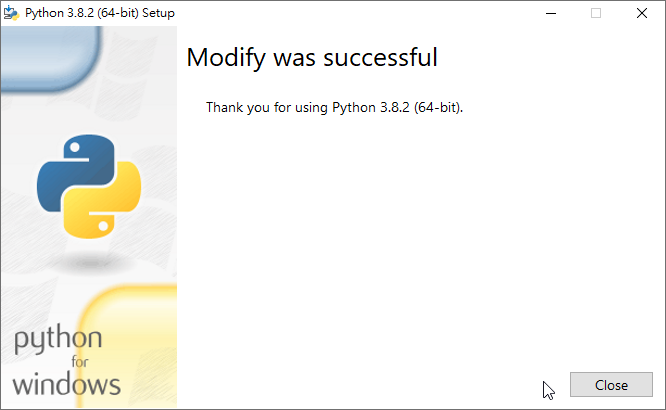 Python 3.8.2 (64-bit) Setup
Modify was successful
Thank you for using Python 3.8.2 (64-bit).
python
for
windows
Close